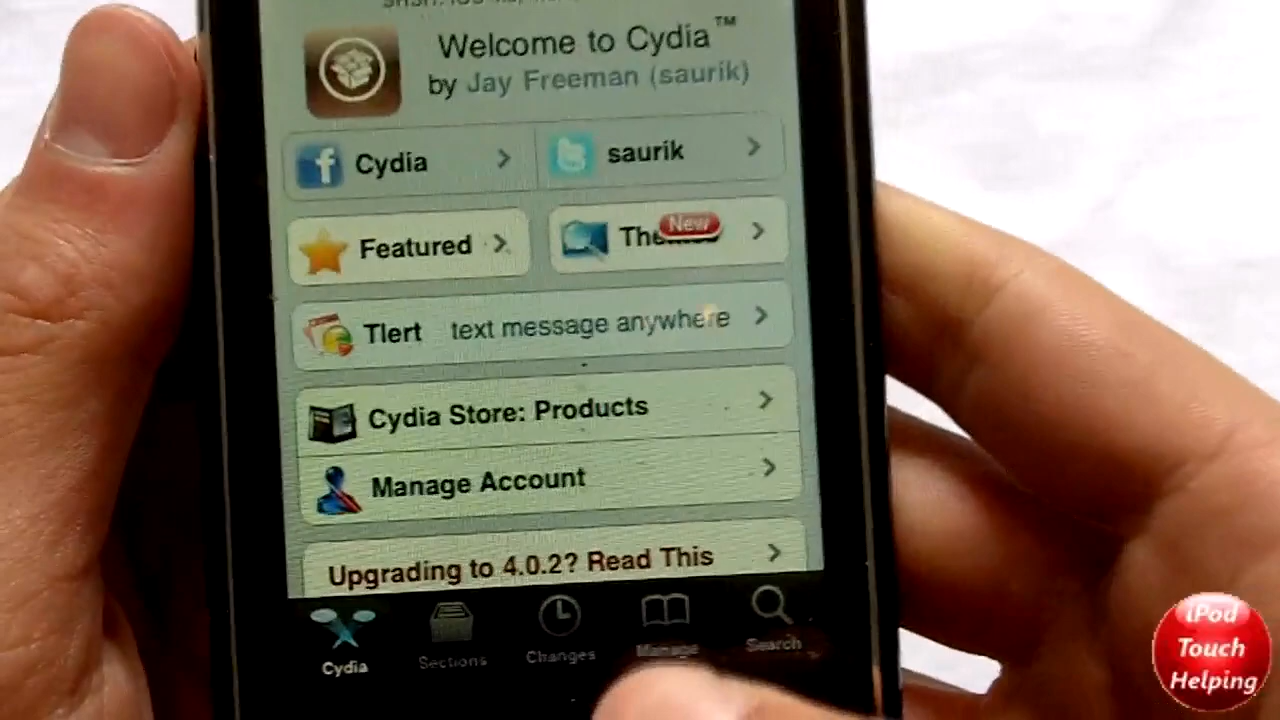 Welcome to Cydia™
by Jay Freeman (saurik)
Cydia
saurik
Featured
New
Tlert text message anywhere
Cydia Store: Products
Manage Account
Upgrading to 4.0.2? Read This
Cydia
Sections
Changes
Manage
Search
iPod
Touch
Helping